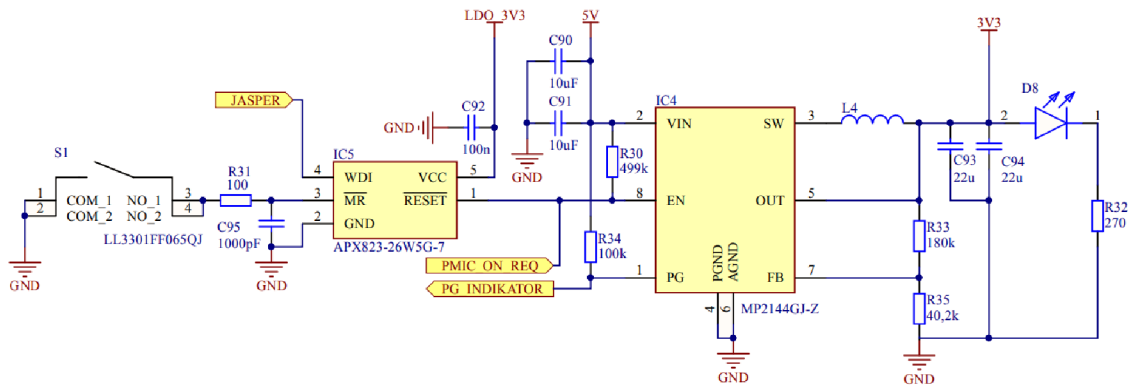 LDO_3V3
5V
3V3
C90
10uF
JASPER
C92
GND
100n
C91
10uF
GND
IC4
2 VIN SW 3
L4
D8
2
1
S1
IC5
4 WDI VCC 5
R30
499k
C93
22u
C94
22u
R31
100
1 COM_1 NO_1 3
2 COM_2 NO_2 4
3 MR RESET 1
8 EN OUT 5
R32
270
LL3301FF065QJ
C95
1000pF
2 GND
APX823-26W5G-7
R34
100k
R33
180k
PMIC_ON_REQ
PG_INDIKATOR
1 PG PGND AGND FB 7
4 6
MP2144GJ-Z
R35
40,2k
GND
GND
GND
GND